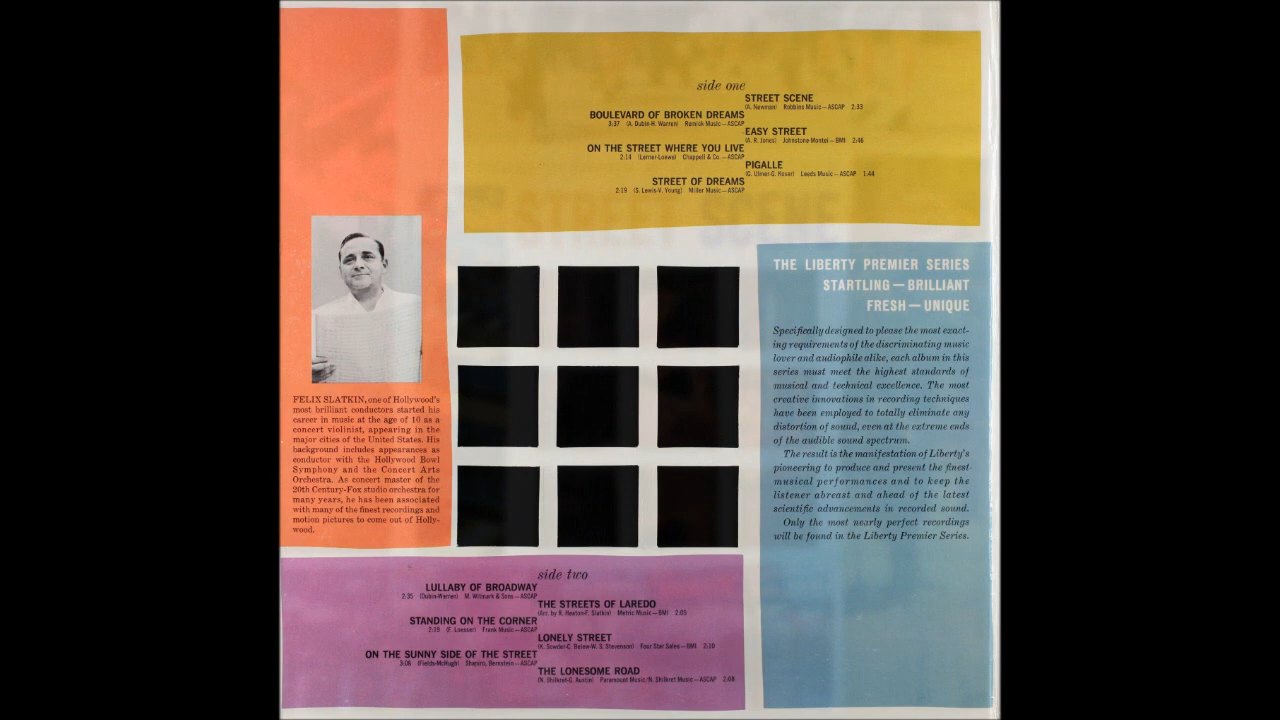 side one
STREET SCENE
(A. Newman) Robbins Music—ASCAP 2:33
BOULEVARD OF BROKEN DREAMS
3:37 (A. Dubin-H. Warren) Remick Music—ASCAP
EASY STREET
(A. R. Jones) Johnstone-Montei—BMI 2:46
ON THE STREET WHERE YOU LIVE
2:14 (Lerner-Loewe) Chappell & Co.—ASCAP
PIGALLE
(G. Ulmer-G. Koger) Leeds Music—ASCAP 1:44
STREET OF DREAMS
2:19 (S. Lewis-V. Young) Miller Music—ASCAP
FELIX SLATKIN, one of Hollywood's
most brilliant conductors started his
career in music at the age of 10 as a
concert violinist, appearing in the
major cities of the United States. His
background includes appearances as
conductor with the Hollywood Bowl
Symphony and the Concert Arts
Orchestra. As concert master of the
20th Century-Fox studio orchestra for
many years, he has been associated
with many of the finest recordings and
motion pictures to come out of Holly-
wood.
THE LIBERTY PREMIER SERIES
STARTLING—BRILLIANT
FRESH—UNIQUE
Specifically designed to please the most exact-
ing requirements of the discriminating music
lover and audiophile alike, each album in this
series must meet the highest standards of
musical and technical excellence. The most
creative innovations in recording techniques
have been employed to totally eliminate any
distortion of sound, even at the extreme ends
of the audible sound spectrum.
The result is the manifestation of Liberty's
pioneering to produce and present the finest
musical performances and to keep the
listener abreast and ahead of the latest
scientific advancements in recorded sound.
Only the most nearly perfect recordings
will be found in the Liberty Premier Series.
side two
LULLABY OF BROADWAY
2:35 (Dubin-Warren) M. Witmark & Sons—ASCAP
THE STREETS OF LAREDO
(Arr. by R. Heaton-F. Slatkin) Metric Music—BMI 2:05
STANDING ON THE CORNER
2:19 (F. Loesser) Frank Music—ASCAP
LONELY STREET
(K. Sowder-C. Belew-W. S. Stevenson) Four Star Sales—BMI 2:10
ON THE SUNNY SIDE OF THE STREET
3:08 (Fields-McHugh) Shapiro, Bernstein—ASCAP
THE LONESOME ROAD
(N. Shilkret-G. Austin) Paramount Music/N. Shilkret Music—ASCAP 2:08